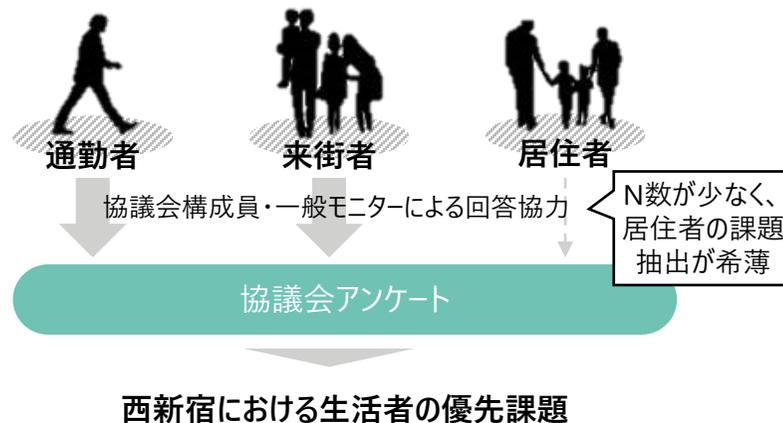 通勤者
来街者
居住者
協議会構成員・一般モニターによる回答協力
N数が少なく、
居住者の課題
抽出が希薄
協議会アンケート
西新宿における生活者の優先課題